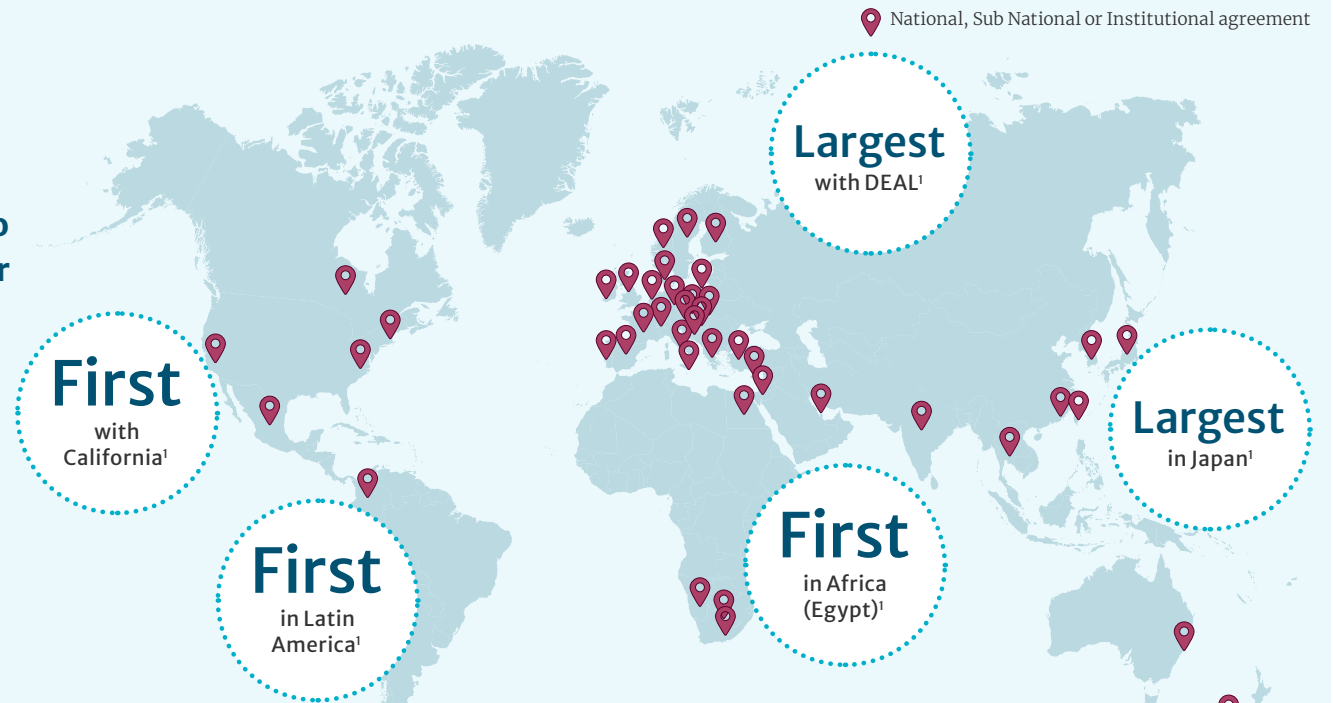 National, Sub National or Institutional agreement
Largest
with DEAL¹
First
with
California¹
Largest
in Japan¹
First
in Latin
America¹
First
in Africa
(Egypt)¹